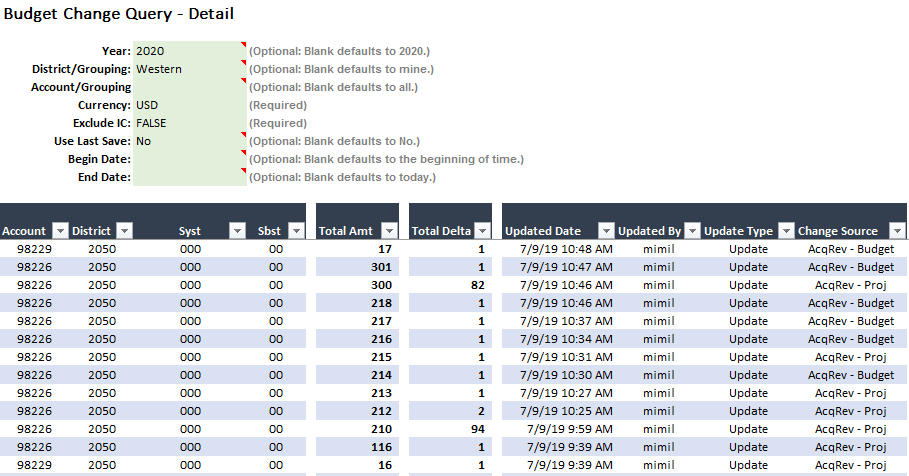 Budget Change Query - Detail
Year: 2020 (Optional: Blank defaults to 2020.)
District/Grouping: Western (Optional: Blank defaults to mine.)
Account/Grouping (Optional: Blank defaults to all.)
Currency: USD (Required)
Exclude IC: FALSE (Required)
Use Last Save: No (Optional: Blank defaults to No.)
Begin Date: (Optional: Blank defaults to the beginning of time.)
End Date: (Optional: Blank defaults to today.)
Account District Syst Sbst Total Amt Total Delta Updated Date Updated By Update Type Change Source
98229 2050 000 00 17 1 7/9/19 10:48 AM mimil Update AcqRev - Budget
98226 2050 000 00 301 1 7/9/19 10:47 AM mimil Update AcqRev - Budget
98226 2050 000 00 300 82 7/9/19 10:46 AM mimil Update AcqRev - Proj
98226 2050 000 00 218 1 7/9/19 10:46 AM mimil Update AcqRev - Budget
98226 2050 000 00 217 1 7/9/19 10:37 AM mimil Update AcqRev - Budget
98226 2050 000 00 216 1 7/9/19 10:34 AM mimil Update AcqRev - Budget
98226 2050 000 00 215 1 7/9/19 10:31 AM mimil Update AcqRev - Proj
98226 2050 000 00 214 1 7/9/19 10:30 AM mimil Update AcqRev - Budget
98226 2050 000 00 213 1 7/9/19 10:27 AM mimil Update AcqRev - Proj
98226 2050 000 00 212 2 7/9/19 10:25 AM mimil Update AcqRev - Proj
98226 2050 000 00 210 94 7/9/19 9:59 AM mimil Update AcqRev - Proj
98226 2050 000 00 116 1 7/9/19 9:39 AM mimil Update AcqRev - Proj
98229 2050 000 00 16 1 7/9/19 9:39 AM mimil Update AcqRev - Proj